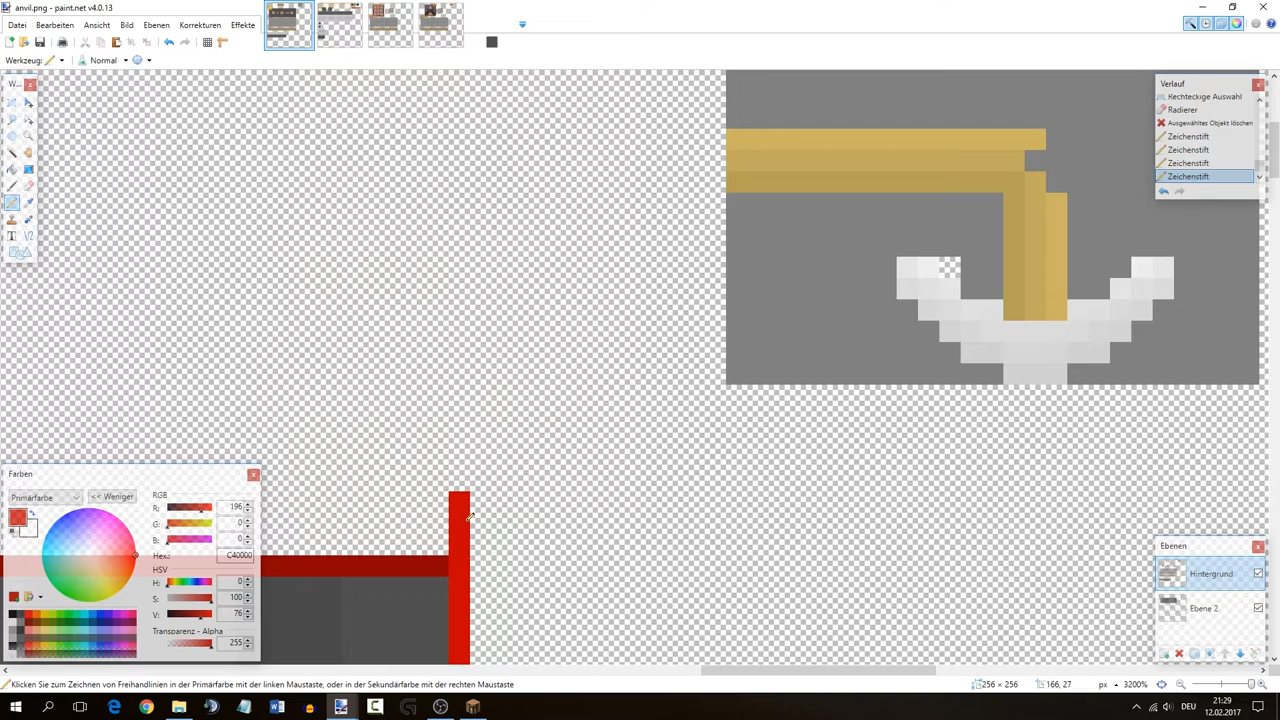 anvil.png - paint.net v4.0.13
Datei Bearbeiten Ansicht Bild Ebenen Korrekturen Effekte
Werkzeug: Normal
W...
Verlauf
Rechteckige Auswahl
Radierer
Ausgewähltes Objekt löschen
Zeichenstift
Zeichenstift
Zeichenstift
Zeichenstift
Farben
Primärfarbe << Weniger
RGB
R: 196
G: 0
B: 0
Hex: C40000
HSV
H: 0
S: 100
V: 76
Transparenz - Alpha
255
Ebenen
Hintergrund
Ebene 2
Klicken Sie zum Zeichnen von Freihandlinien in die Primärfarbe mit der linken Maustaste, oder in der Sekundärfarbe mit der rechten Maustaste
256 × 256 166, 27 px 3200%
DEU 21:29
12.02.2017